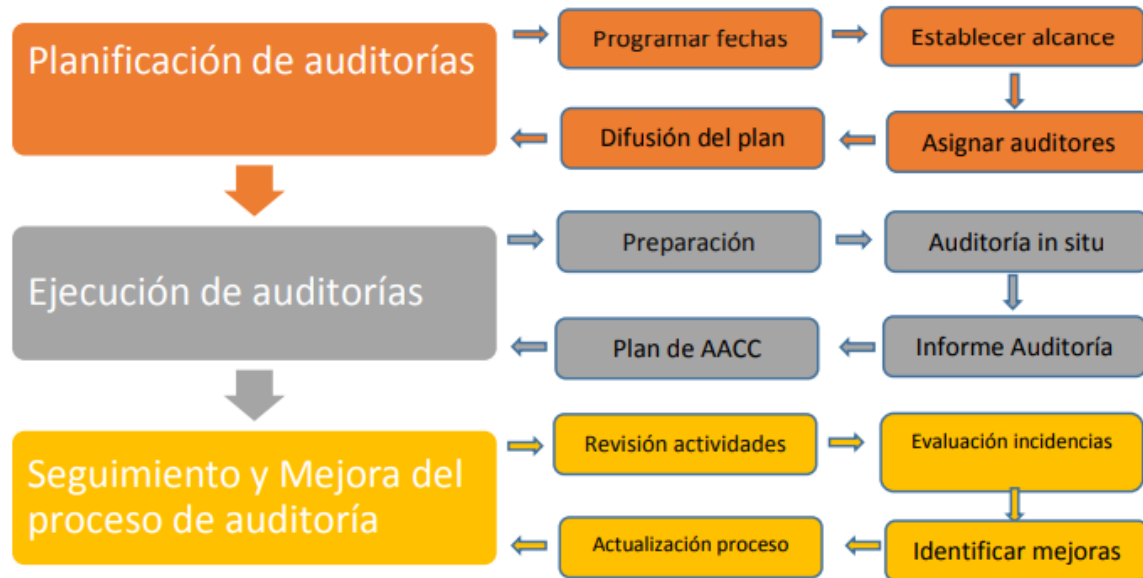 Planificación de auditorías
Programar fechas
Establecer alcance
Difusión del plan
Asignar auditores
Ejecución de auditorías
Preparación
Auditoría in situ
Plan de AACC
Informe Auditoría
Seguimiento y Mejora del
proceso de auditoría
Revisión actividades
Evaluación incidencias
Actualización proceso
Identificar mejoras